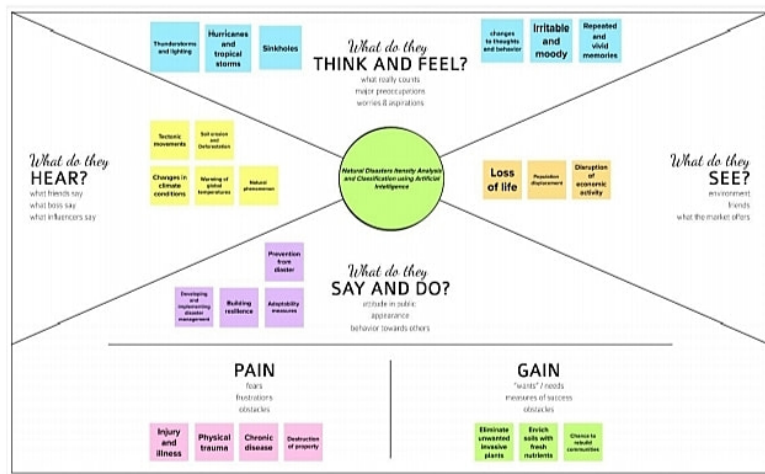 Thunderstorms
and lighting
Hurricanes
and
tropical
storms
Sinkholes
What do they
THINK AND FEEL?
what really counts
major preoccupations
worries & aspirations
changes
to thoughts
and behavior
Irritable
and
moody
Repeated
and
vivid
memories
What do they
HEAR?
what friends say
what boss say
what influencers say
Tectonic
movements
Soil erosion
and
Deforestation
Changes in
climate
conditions
Warming of
global
temperatures
Natural
phenomenon
Natural Disasters Itensity Analysis
and Classification using Artificial
Intelligence
Loss
of life
Population
displacement
Disruption
of
economic
activity
What do they
SEE?
environment
friends
what the market offers
Prevention
from
diaster
Developing
and
implementing
disaster
management
Building
resilience
Adaptability
measures
What do they
SAY AND DO?
attitude in public
appearance
behavior towards others
PAIN
fears
frustrations
obstacles
Injury
and
illness
Physical
trauma
Chronic
disease
Destruction
of property
GAIN
"wants" / needs
measures of success
obstacles
Eliminate
unwanted
invasive
plants
Enrich
soils with
fresh
nutrients
Chance to
rebuild
communities